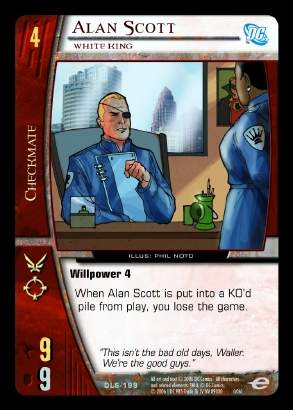 4
ALAN SCOTT
WHITE KING
DC
CHECKMATE
ILLUS: PHIL NOTO
Willpower 4
When Alan Scott is put into a KO'd
pile from play, you lose the game.
9
9
"This isn't the bad old days, Waller.
We're the good guys."